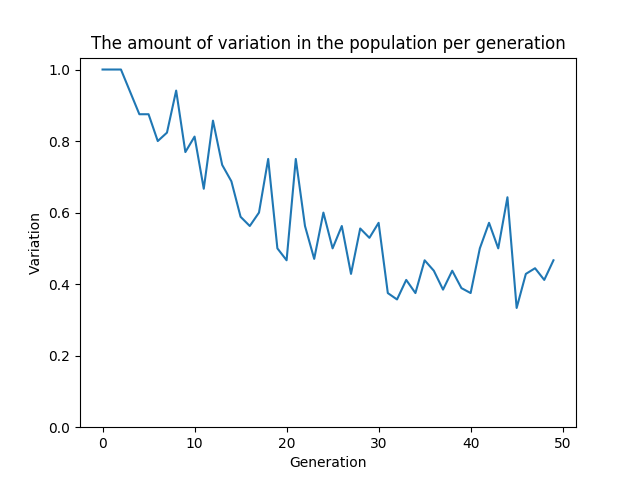 The amount of variation in the population per generation
1.0
0.8
0.6
0.4
0.2
0.0
Variation
0 10 20 30 40 50
Generation